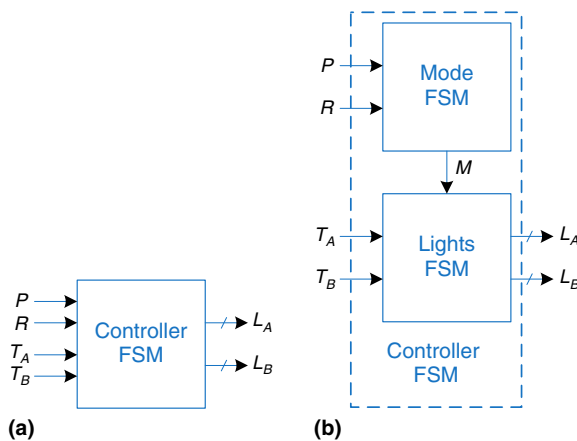 P
R
T_A
T_B
Controller
FSM
L_A
L_B
(a)
P
R
Mode
FSM
M
T_A
T_B
Lights
FSM
L_A
L_B
Controller
FSM
(b)